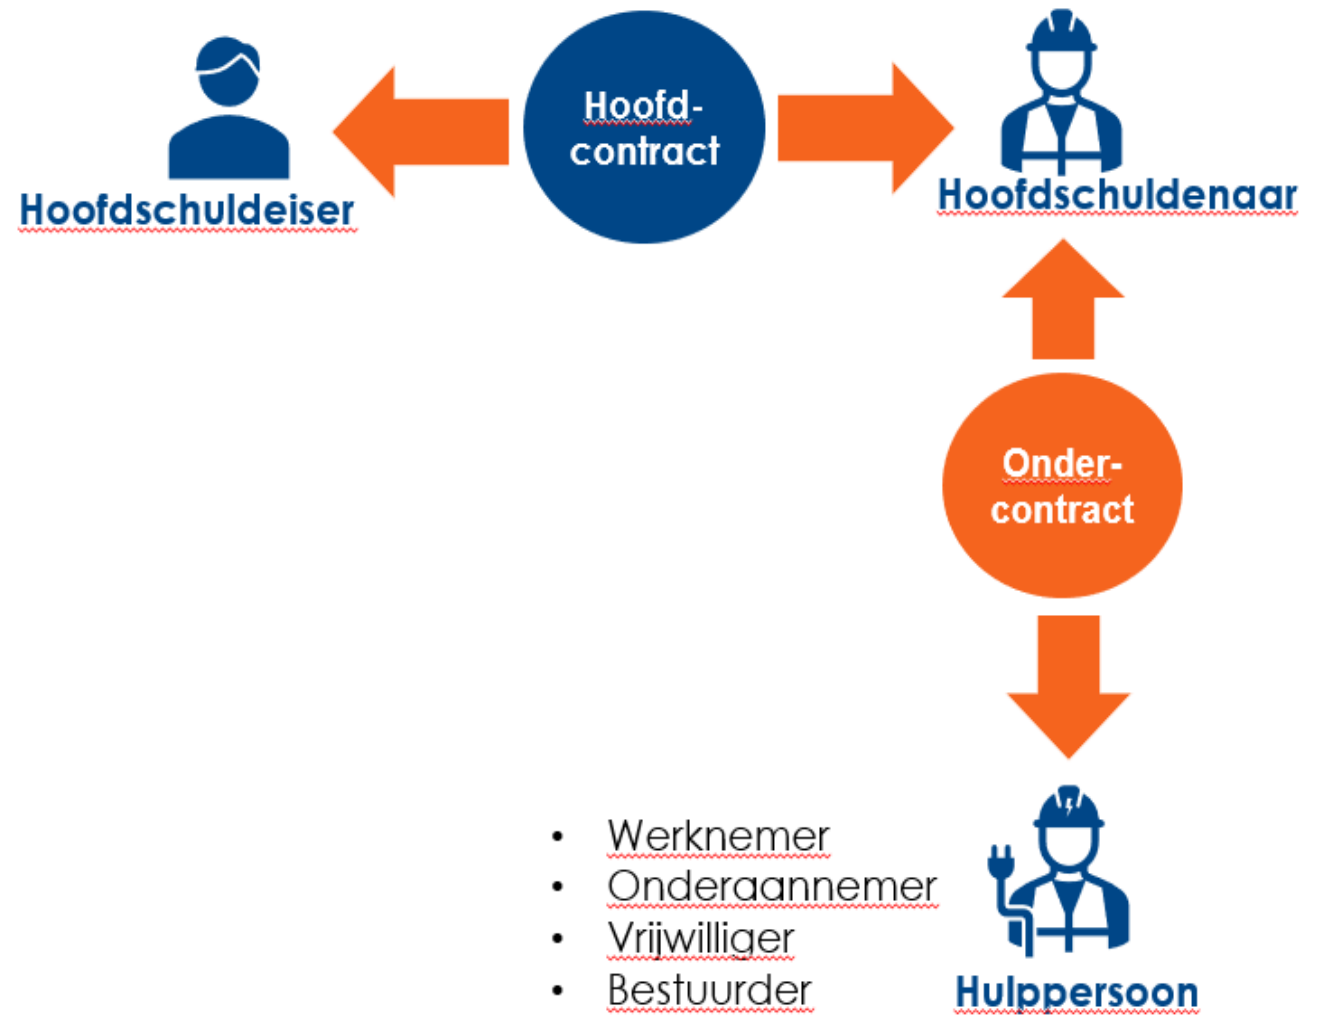 Hoofd-
contract
Hoofdschuldeiser
Hoofdschuldenaar
Onder-
contract
• Werknemer
• Onderaannemer
• Vrijwilliger
• Bestuurder
Hulppersoon